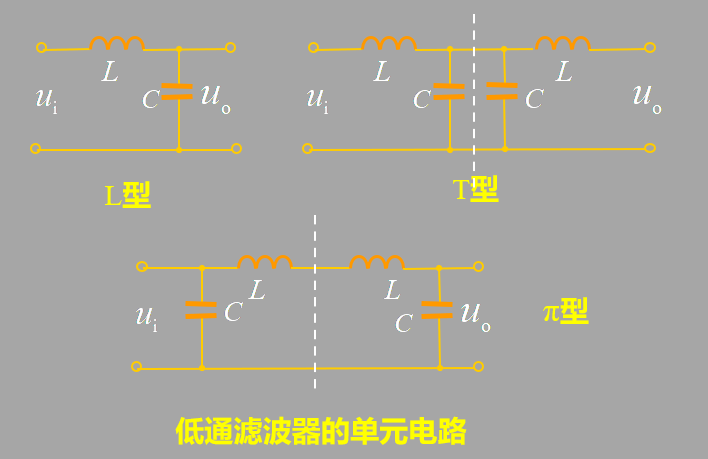 L L
C C C L
u_i u_o u_i u_o
L型
T型
L L
C C
u_i u_o
π型
低通滤波器的单元电路